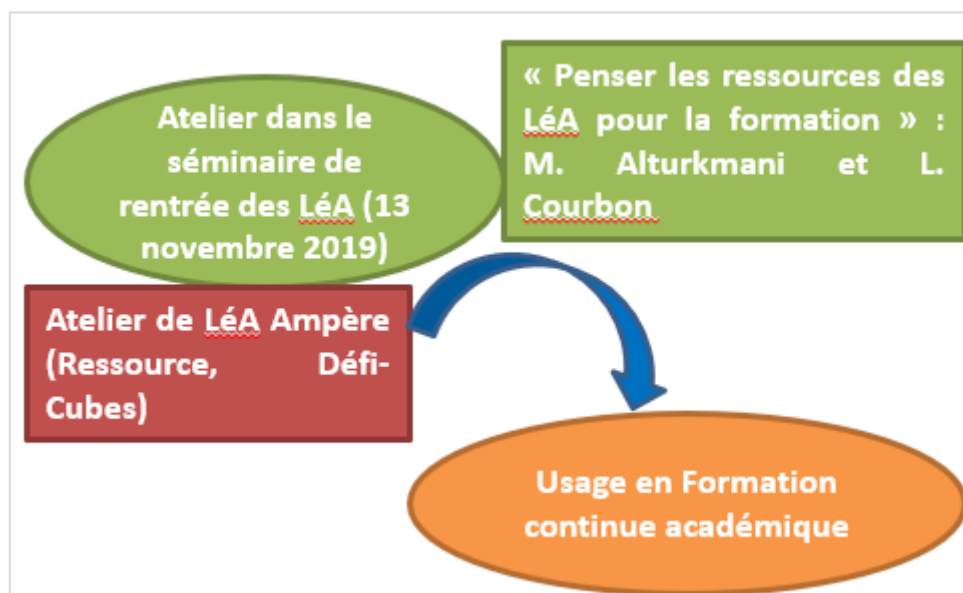 Atelier dans le
séminaire de
rentrée des LéA (13
novembre 2019)
« Penser les ressources des
LéA pour la formation » :
M. Alturkmani et L.
Courbon
Atelier de LéA Ampère
(Ressource, Défi-
Cubes)
Usage en Formation
continue académique